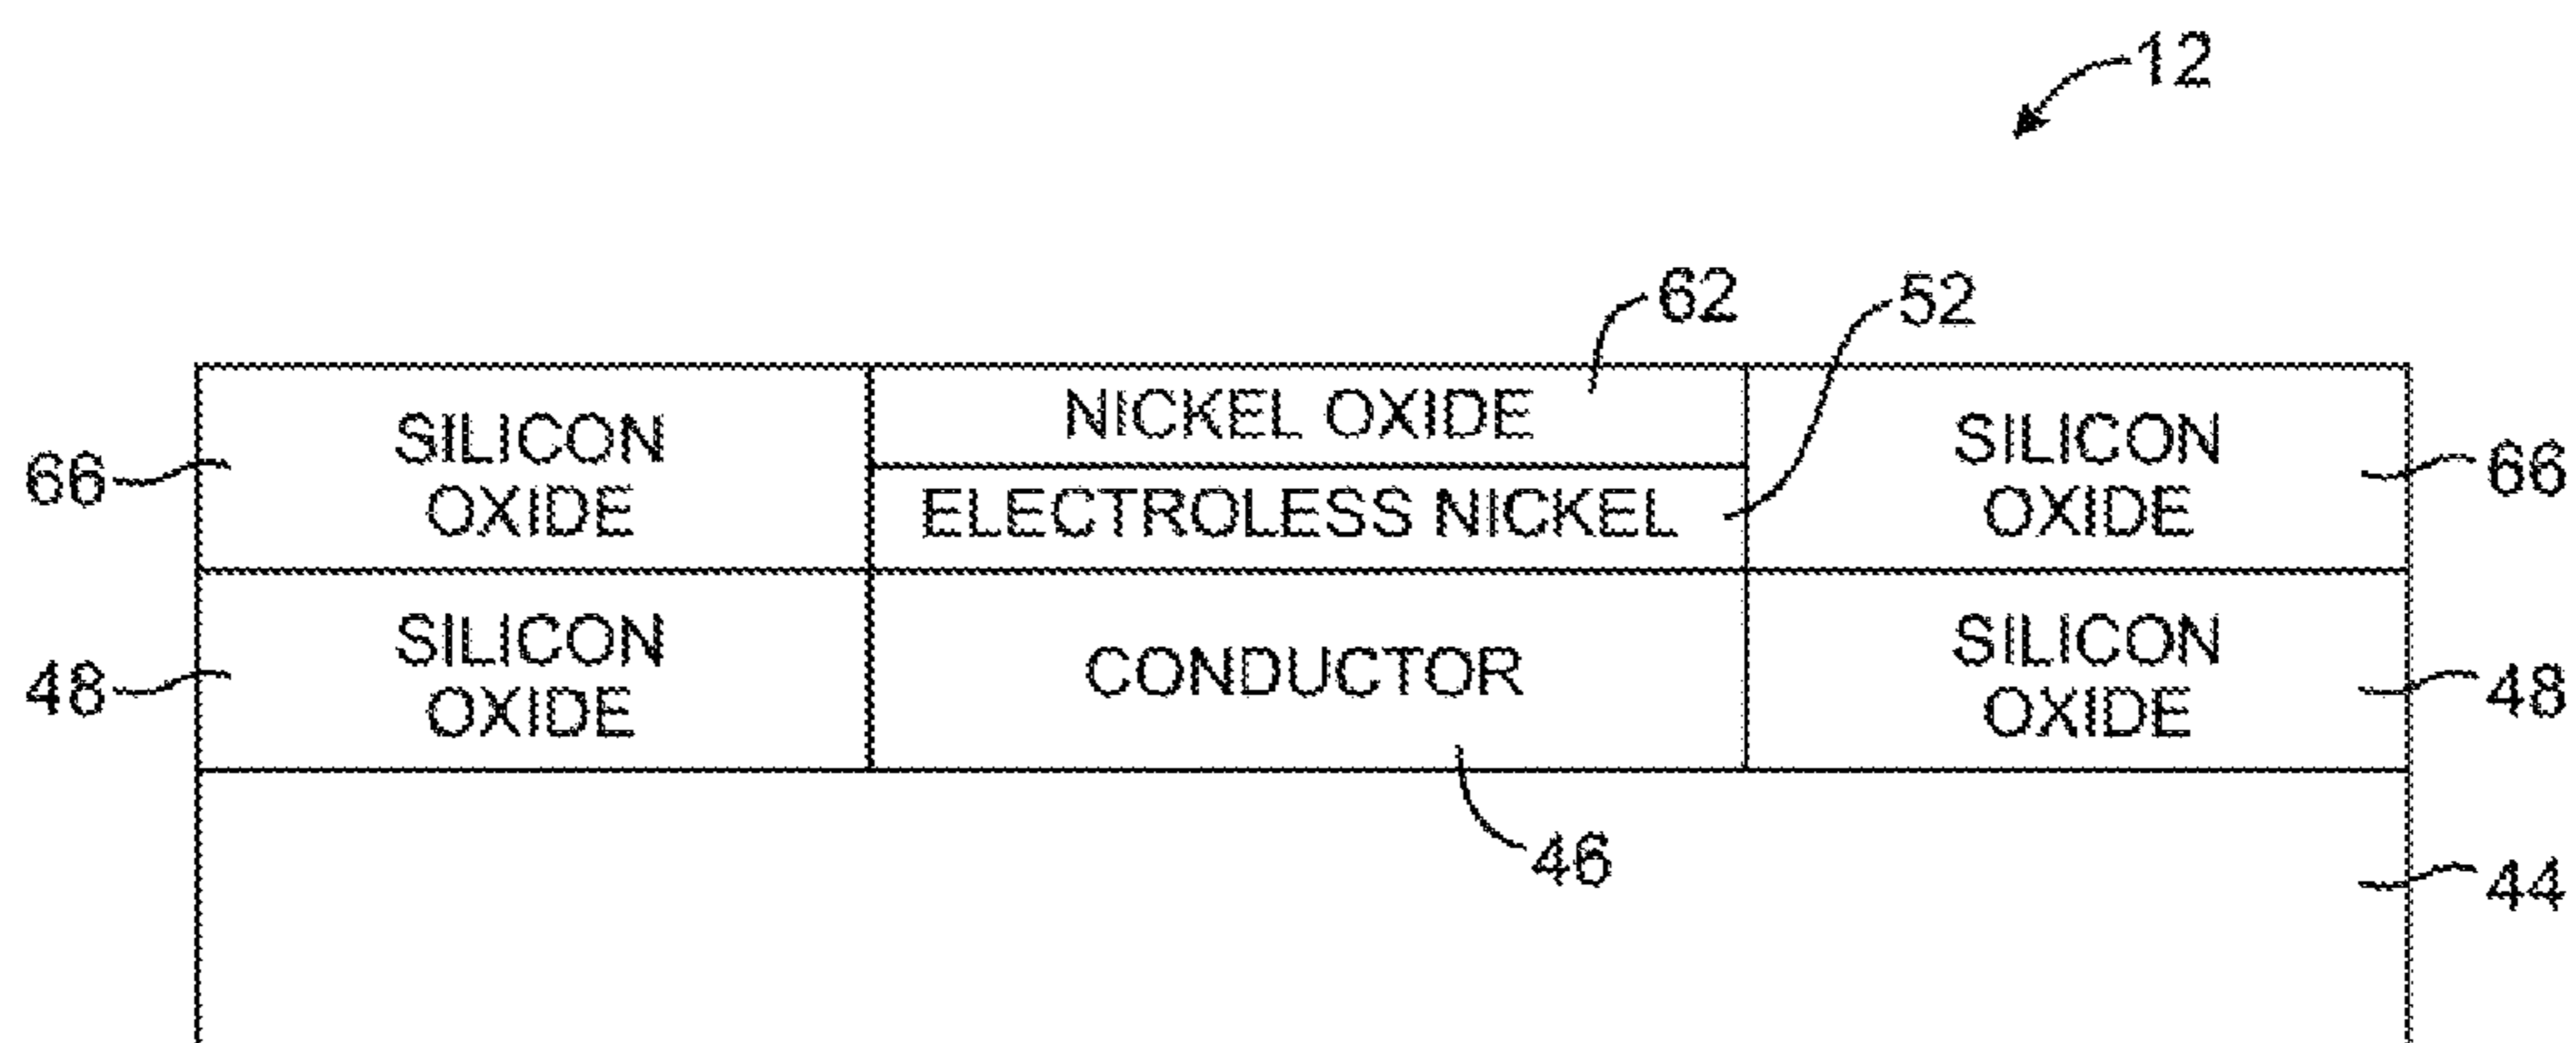 12
62
52
NICKEL OXIDE
SILICON
OXIDE
SILICON
OXIDE
66
66
ELECTROLESS NICKEL
SILICON
OXIDE
CONDUCTOR
SILICON
OXIDE
48
48
46
44